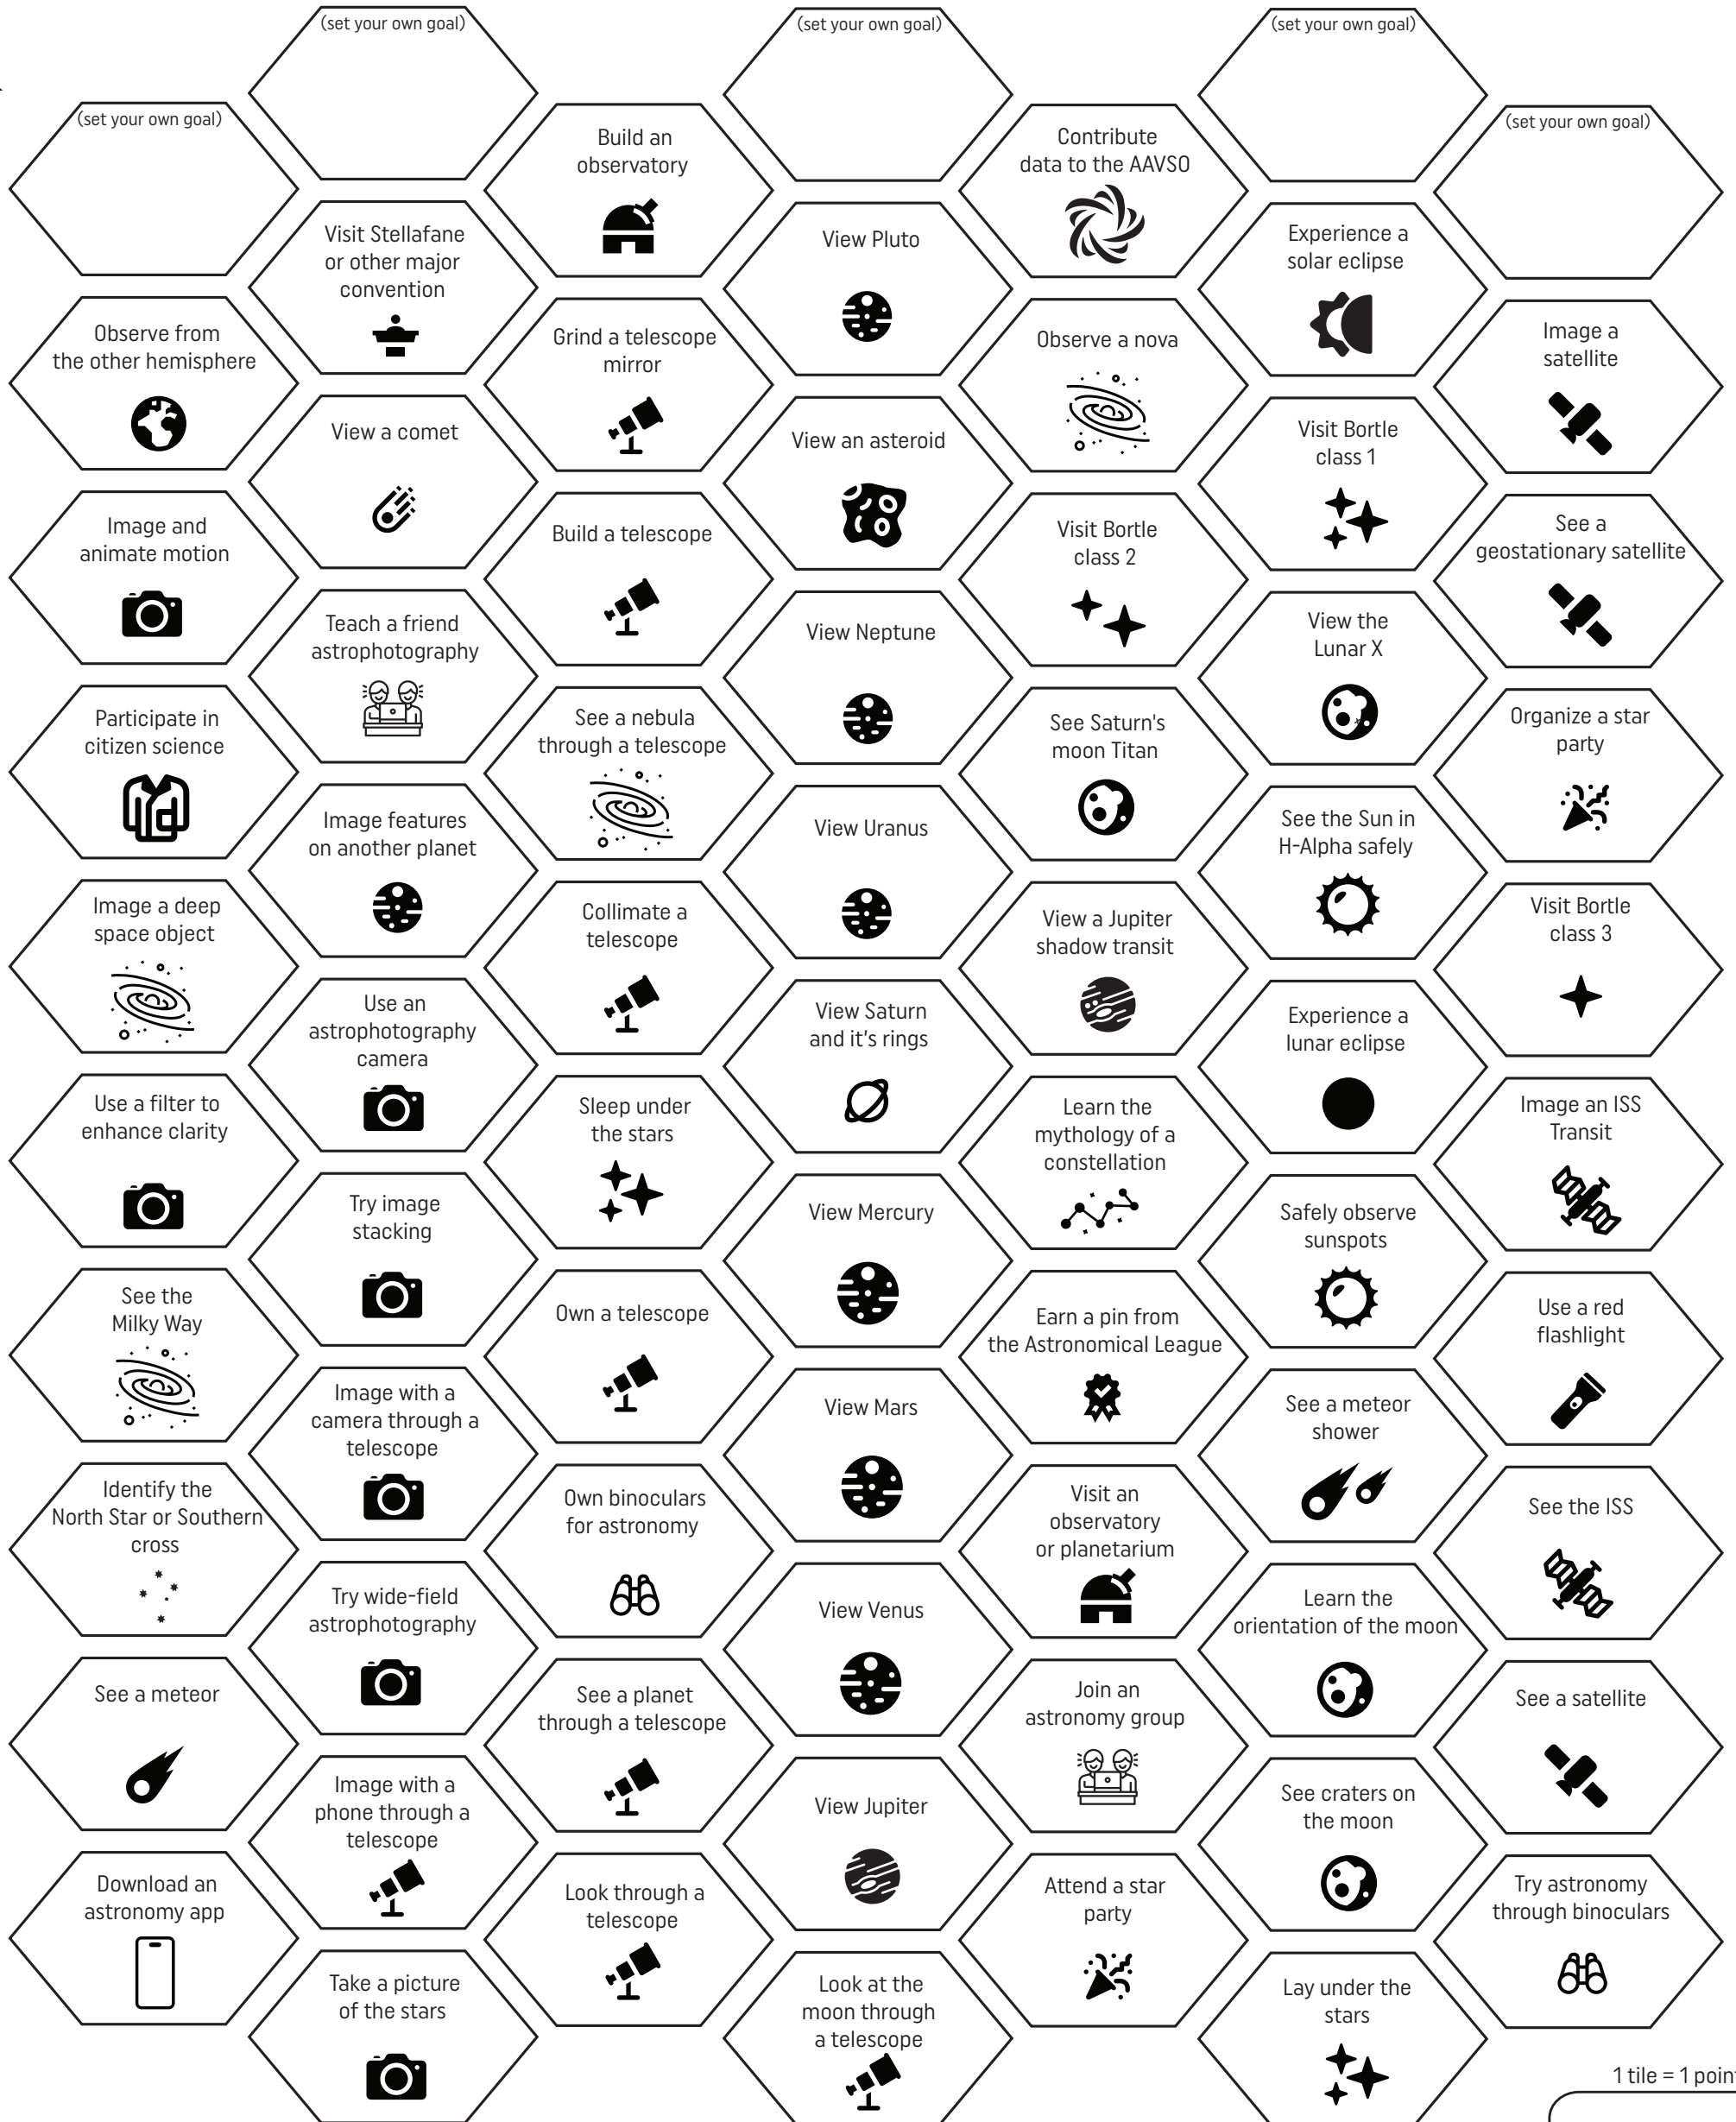 (set your own goal)
(set your own goal)
(set your own goal)
(set your own goal)
(set your own goal)
Build an
observatory
Contribute
data to the AAVSO
Visit Stellafane
or other major
convention
View Pluto
Experience a
solar eclipse
Observe from
the other hemisphere
Grind a telescope
mirror
Observe a nova
Image a
satellite
View a comet
View an asteroid
Visit Bortle
class 1
Image and
animate motion
Build a telescope
Visit Bortle
class 2
See a
geostationary satellite
Teach a friend
astrophotography
View Neptune
View the
Lunar X
Participate in
citizen science
See a nebula
through a telescope
See Saturn's
moon Titan
Organize a star
party
Image features
on another planet
View Uranus
See the Sun in
H-Alpha safely
Image a deep
space object
Collimate a
telescope
View a Jupiter
shadow transit
Visit Bortle
class 3
Use an
astrophotography
camera
View Saturn
and it's rings
Experience a
lunar eclipse
Use a filter to
enhance clarity
Sleep under
the stars
Learn the
mythology of a
constellation
Image an ISS
Transit
Try image
stacking
View Mercury
Safely observe
sunspots
See the
Milky Way
Own a telescope
Earn a pin from
the Astronomical League
Use a red
flashlight
Image with a
camera through a
telescope
View Mars
See a meteor
shower
Identify the
North Star or Southern
cross
Own binoculars
for astronomy
Visit an
observatory
or planetarium
See the ISS
Try wide-field
astrophotography
View Venus
Learn the
orientation of the moon
See a meteor
See a planet
through a telescope
Join an
astronomy group
See a satellite
Image with a
phone through a
telescope
View Jupiter
See craters on
the moon
Download an
astronomy app
Look through a
telescope
Attend a star
party
Try astronomy
through binoculars
Take a picture
of the stars
Look at the
moon through
a telescope
Lay under the
stars
1 tile = 1 point